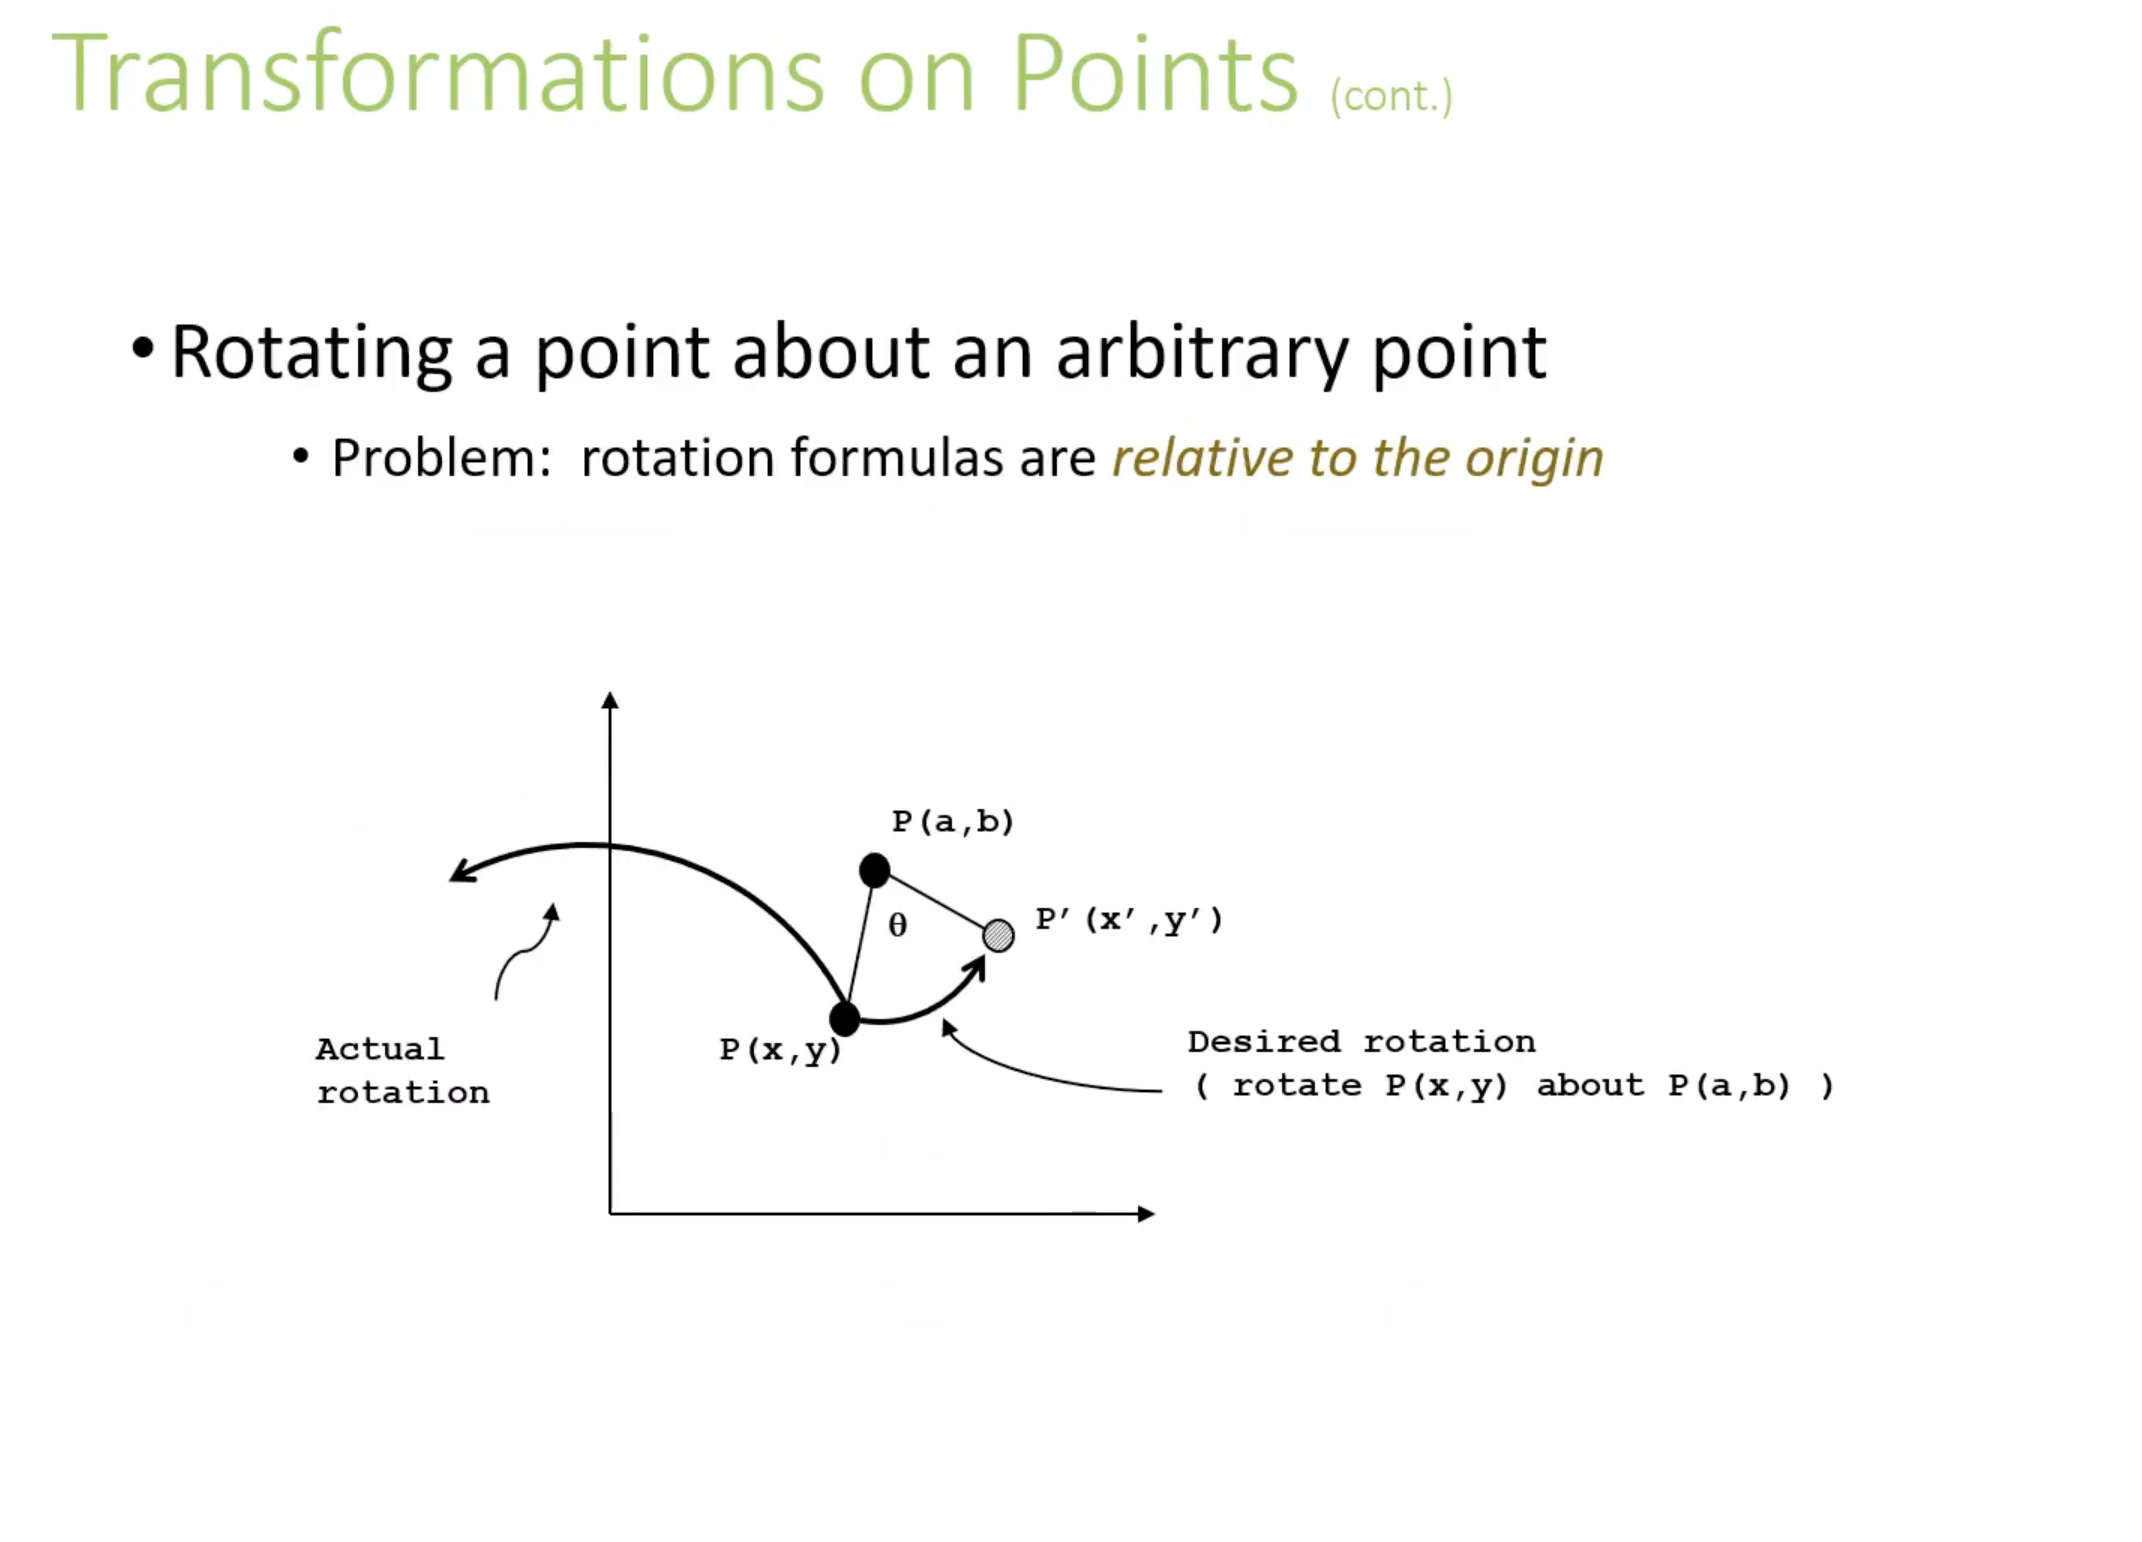 Transformations on Points (cont.)
• Rotating a point about an arbitrary point
• Problem: rotation formulas are relative to the origin
P(a,b)
θ
P′(x′,y′)
P(x,y)
Actual
rotation
Desired rotation
( rotate P(x,y) about P(a,b) )